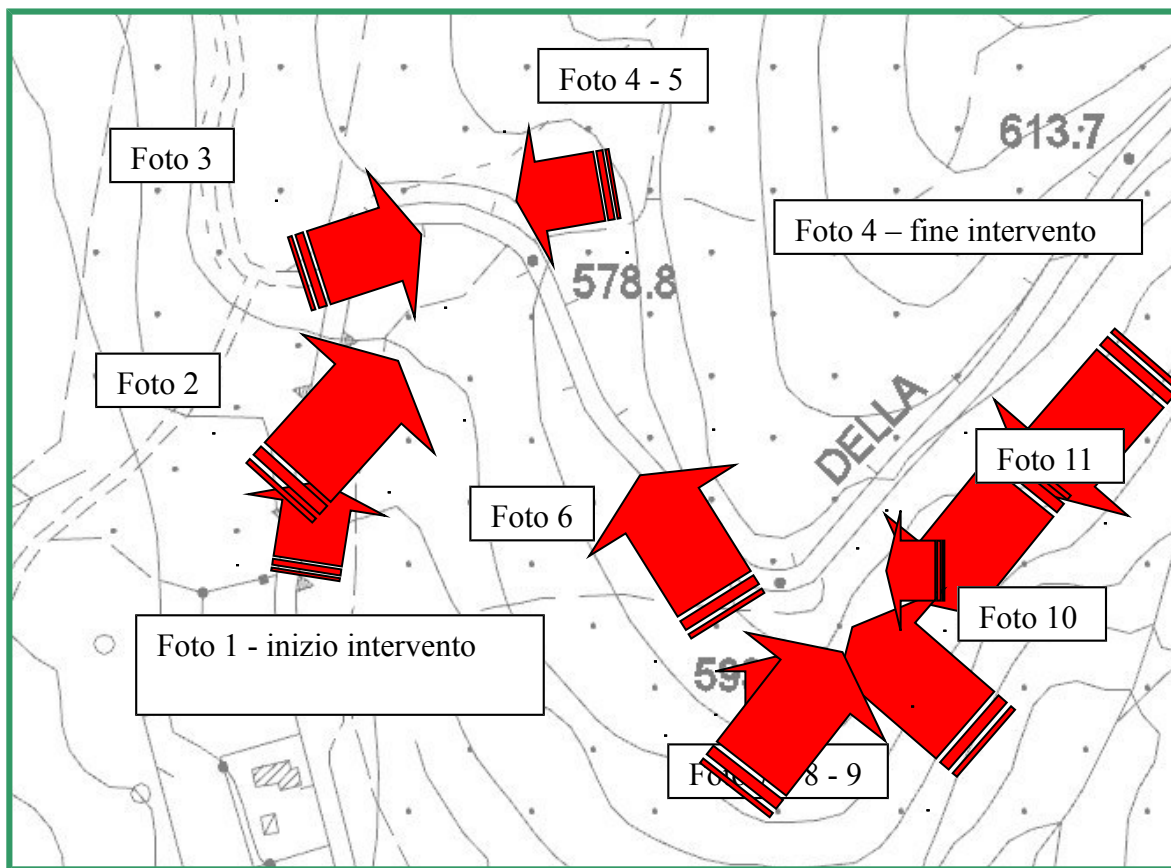 Foto 4 - 5
613.7
Foto 3
Foto 4 – fine intervento
578.8
Foto 2
DELLA
Foto 11
Foto 6
Foto 10
Foto 1 - inizio intervento
59
8 - 9